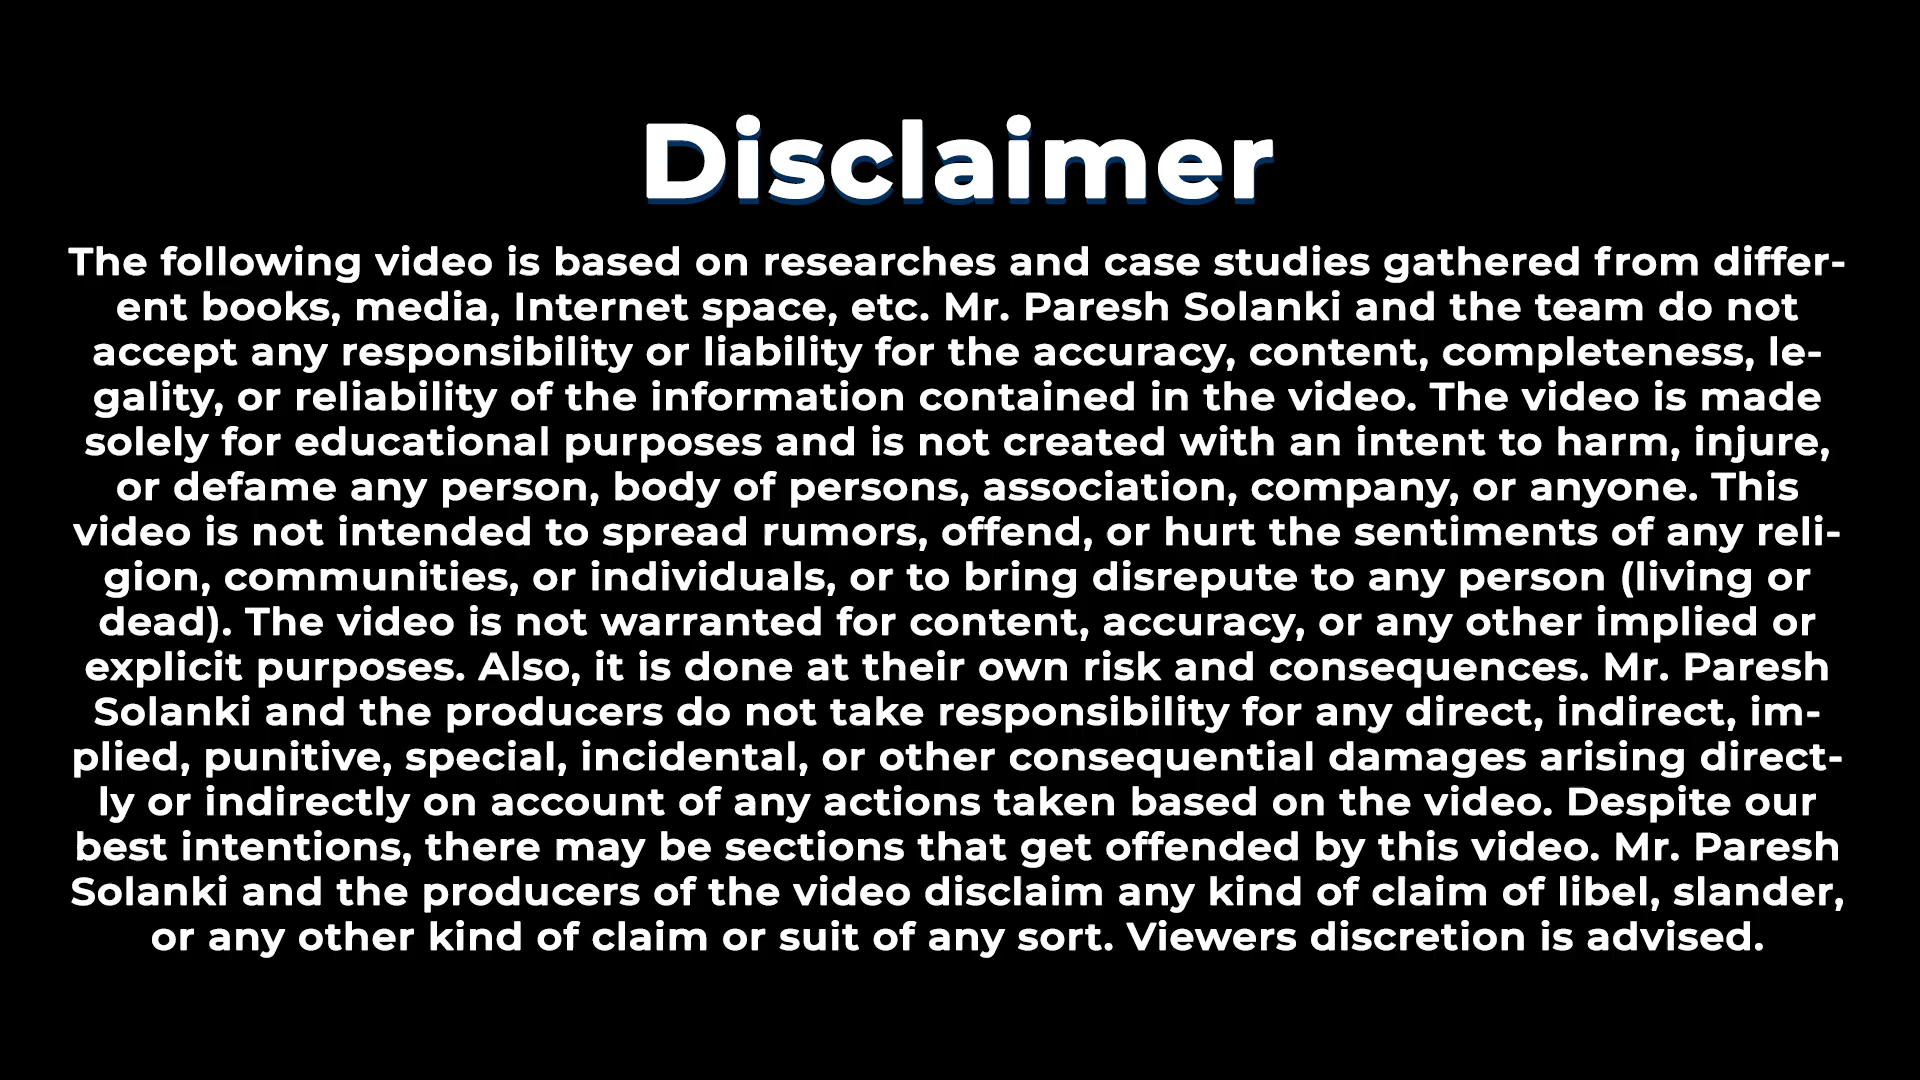 Disclaimer
The following video is based on researches and case studies gathered from differ-
ent books, media, Internet space, etc. Mr. Paresh Solanki and the team do not
accept any responsibility or liability for the accuracy, content, completeness, le-
gality, or reliability of the information contained in the video. The video is made
solely for educational purposes and is not created with an intent to harm, injure,
or defame any person, body of persons, association, company, or anyone. This
video is not intended to spread rumors, offend, or hurt the sentiments of any reli-
gion, communities, or individuals, or to bring disrepute to any person (living or
dead). The video is not warranted for content, accuracy, or any other implied or
explicit purposes. Also, it is done at their own risk and consequences. Mr. Paresh
Solanki and the producers do not take responsibility for any direct, indirect, im-
plied, punitive, special, incidental, or other consequential damages arising direct-
ly or indirectly on account of any actions taken based on the video. Despite our
best intentions, there may be sections that get offended by this video. Mr. Paresh
Solanki and the producers of the video disclaim any kind of claim of libel, slander,
or any other kind of claim or suit of any sort. Viewers discretion is advised.